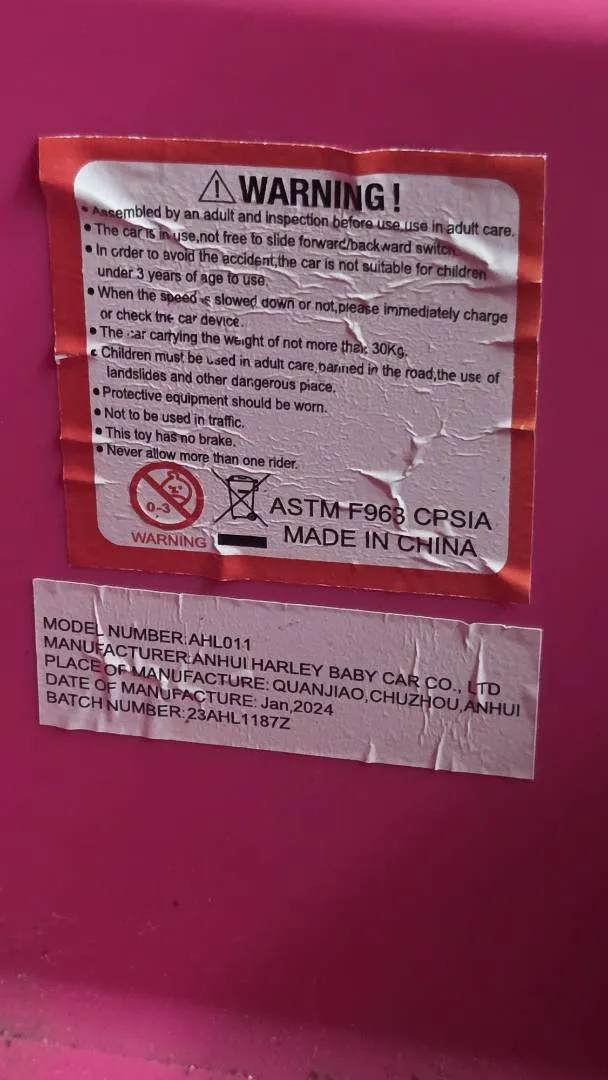 WARNING!
• Assembled by an adult and inspection before use,use in adult care.
• The car is in use,not free to slide forward/backward switch.
• In order to avoid the accident,the car is not suitable for children
under 3 years of age to use.
• When the speed is slowed down or not,please immediately charge
or check the car device.
• The car carrying the weight of not more than 30Kg.
• Children must be used in adult care,banned in the road,the use of
landslides and other dangerous place.
• Protective equipment should be worn.
• Not to be used in traffic.
• This toy has no brake.
• Never allow more than one rider.
0-3
WARNING
ASTM F963 CPSIA
MADE IN CHINA
MODEL NUMBER:AHL011
MANUFACTURER:ANHUI HARLEY BABY CAR CO., LTD
PLACE OF MANUFACTURE: QUANJIAO,CHUZHOU,ANHUI
DATE OF MANUFACTURE: Jan,2024
BATCH NUMBER:23AHL1187Z